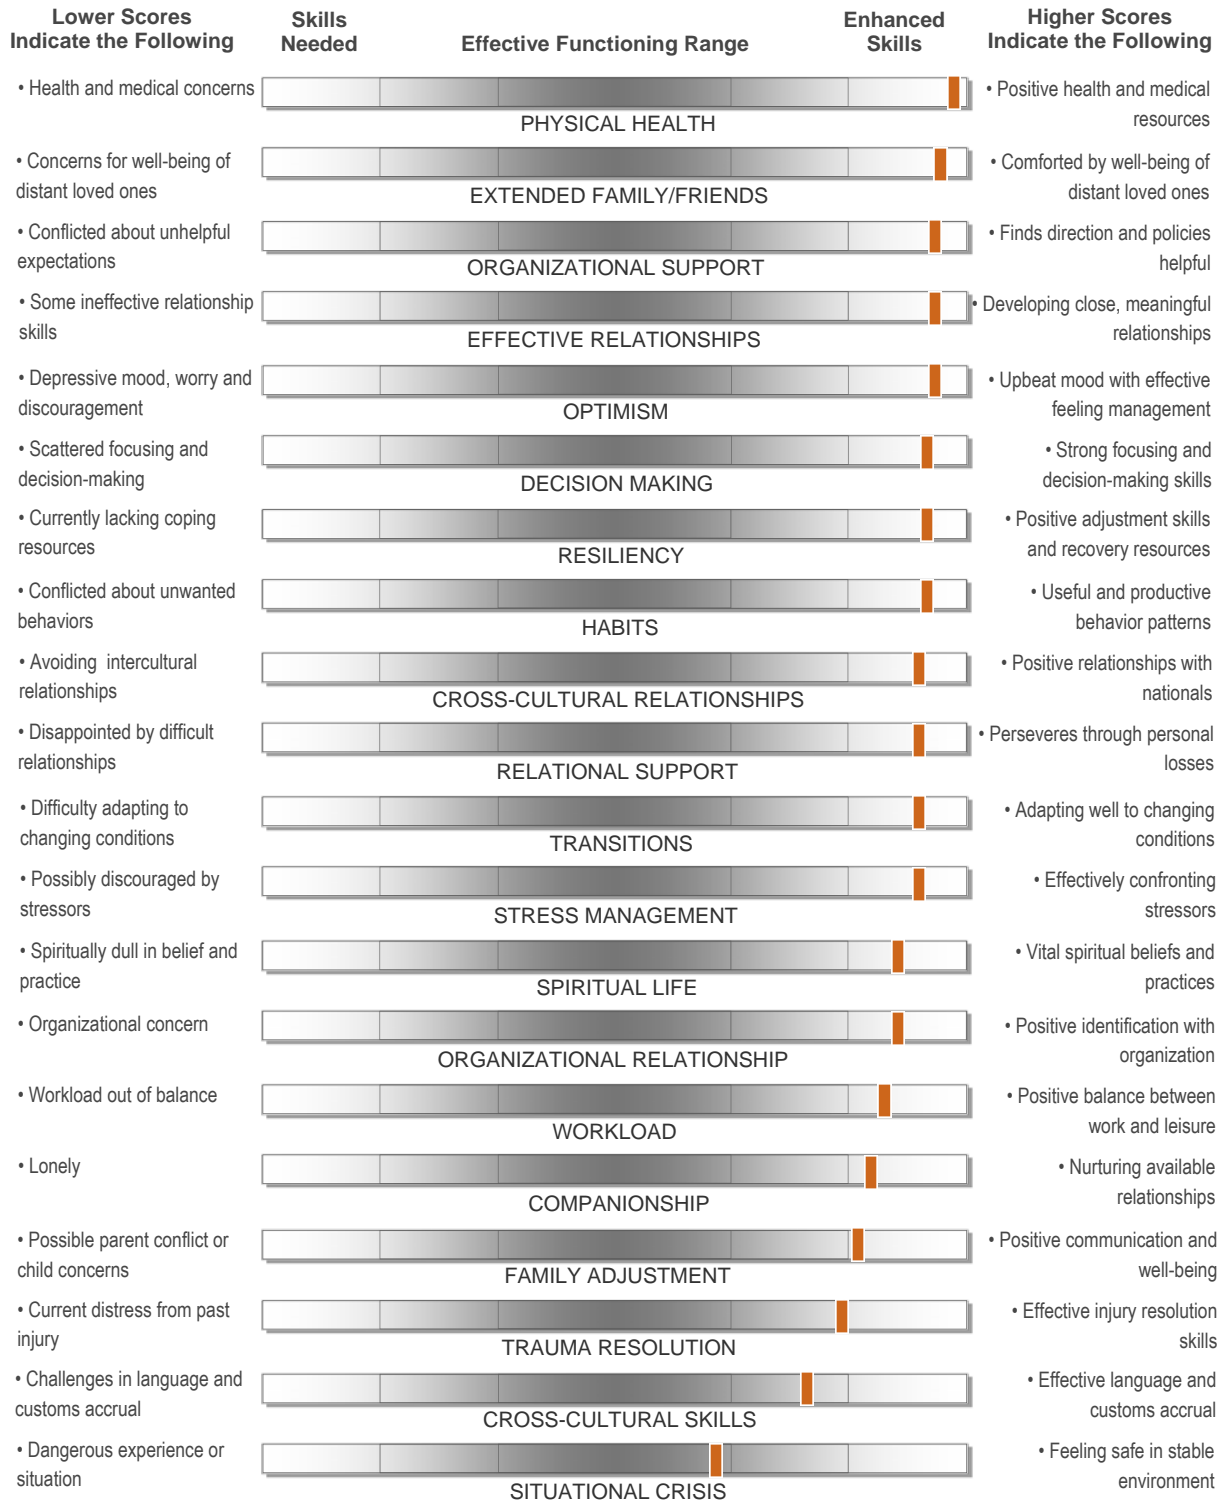 Lower Scores
Indicate the Following
Skills
Needed
Effective Functioning Range
Enhanced
Skills
Higher Scores
Indicate the Following
• Health and medical concerns
PHYSICAL HEALTH
• Positive health and medical
resources
• Concerns for well-being of
distant loved ones
EXTENDED FAMILY/FRIENDS
• Comforted by well-being of
distant loved ones
• Conflicted about unhelpful
expectations
ORGANIZATIONAL SUPPORT
• Finds direction and policies
helpful
• Some ineffective relationship
skills
EFFECTIVE RELATIONSHIPS
• Developing close, meaningful
relationships
• Depressive mood, worry and
discouragement
OPTIMISM
• Upbeat mood with effective
feeling management
• Scattered focusing and
decision-making
DECISION MAKING
• Strong focusing and
decision-making skills
• Currently lacking coping
resources
RESILIENCY
• Positive adjustment skills
and recovery resources
• Conflicted about unwanted
behaviors
HABITS
• Useful and productive
behavior patterns
• Avoiding intercultural
relationships
CROSS-CULTURAL RELATIONSHIPS
• Positive relationships with
nationals
• Disappointed by difficult
relationships
RELATIONAL SUPPORT
• Perseveres through personal
losses
• Difficulty adapting to
changing conditions
TRANSITIONS
• Adapting well to changing
conditions
• Possibly discouraged by
stressors
STRESS MANAGEMENT
• Effectively confronting
stressors
• Spiritually dull in belief and
practice
SPIRITUAL LIFE
• Vital spiritual beliefs and
practices
• Organizational concern
ORGANIZATIONAL RELATIONSHIP
• Positive identification with
organization
• Workload out of balance
WORKLOAD
• Positive balance between
work and leisure
• Lonely
COMPANIONSHIP
• Nurturing available
relationships
• Possible parent conflict or
child concerns
FAMILY ADJUSTMENT
• Positive communication and
well-being
• Current distress from past
injury
TRAUMA RESOLUTION
• Effective injury resolution
skills
• Challenges in language and
customs accrual
CROSS-CULTURAL SKILLS
• Effective language and
customs accrual
• Dangerous experience or
situation
SITUATIONAL CRISIS
• Feeling safe in stable
environment